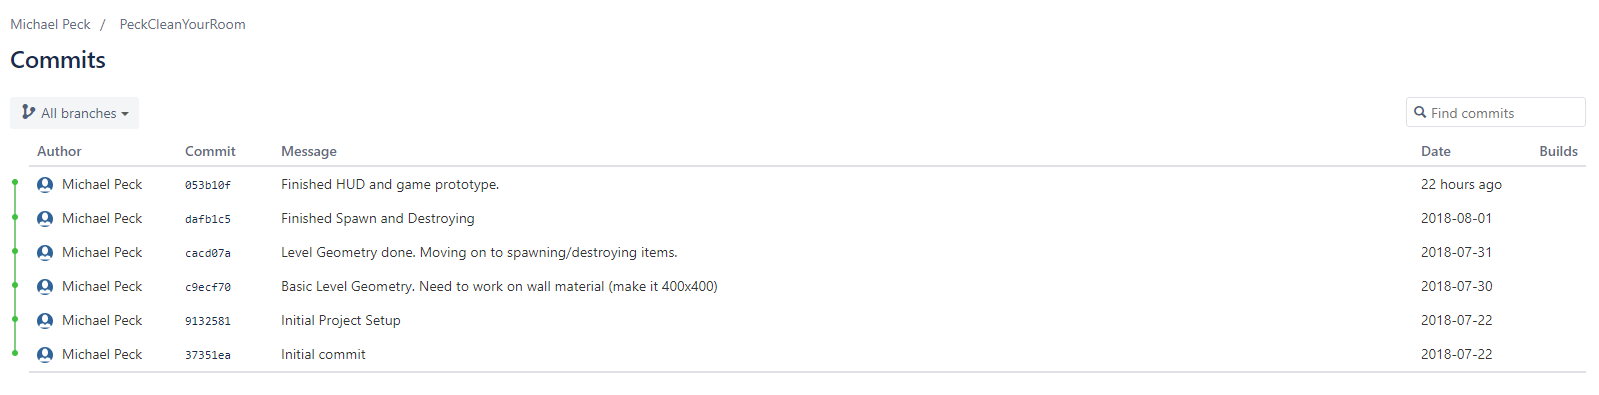 Michael Peck / PeckCleanYourRoom
Commits
All branches
Find commits
Author Commit Message Date Builds
Michael Peck 053b10f Finished HUD and game prototype. 22 hours ago
Michael Peck dafb1c5 Finished Spawn and Destroying 2018-08-01
Michael Peck cacd07a Level Geometry done. Moving on to spawning/destroying items. 2018-07-31
Michael Peck c9ecf70 Basic Level Geometry. Need to work on wall material (make it 400x400) 2018-07-30
Michael Peck 9132581 Initial Project Setup 2018-07-22
Michael Peck 37351ea Initial commit 2018-07-22